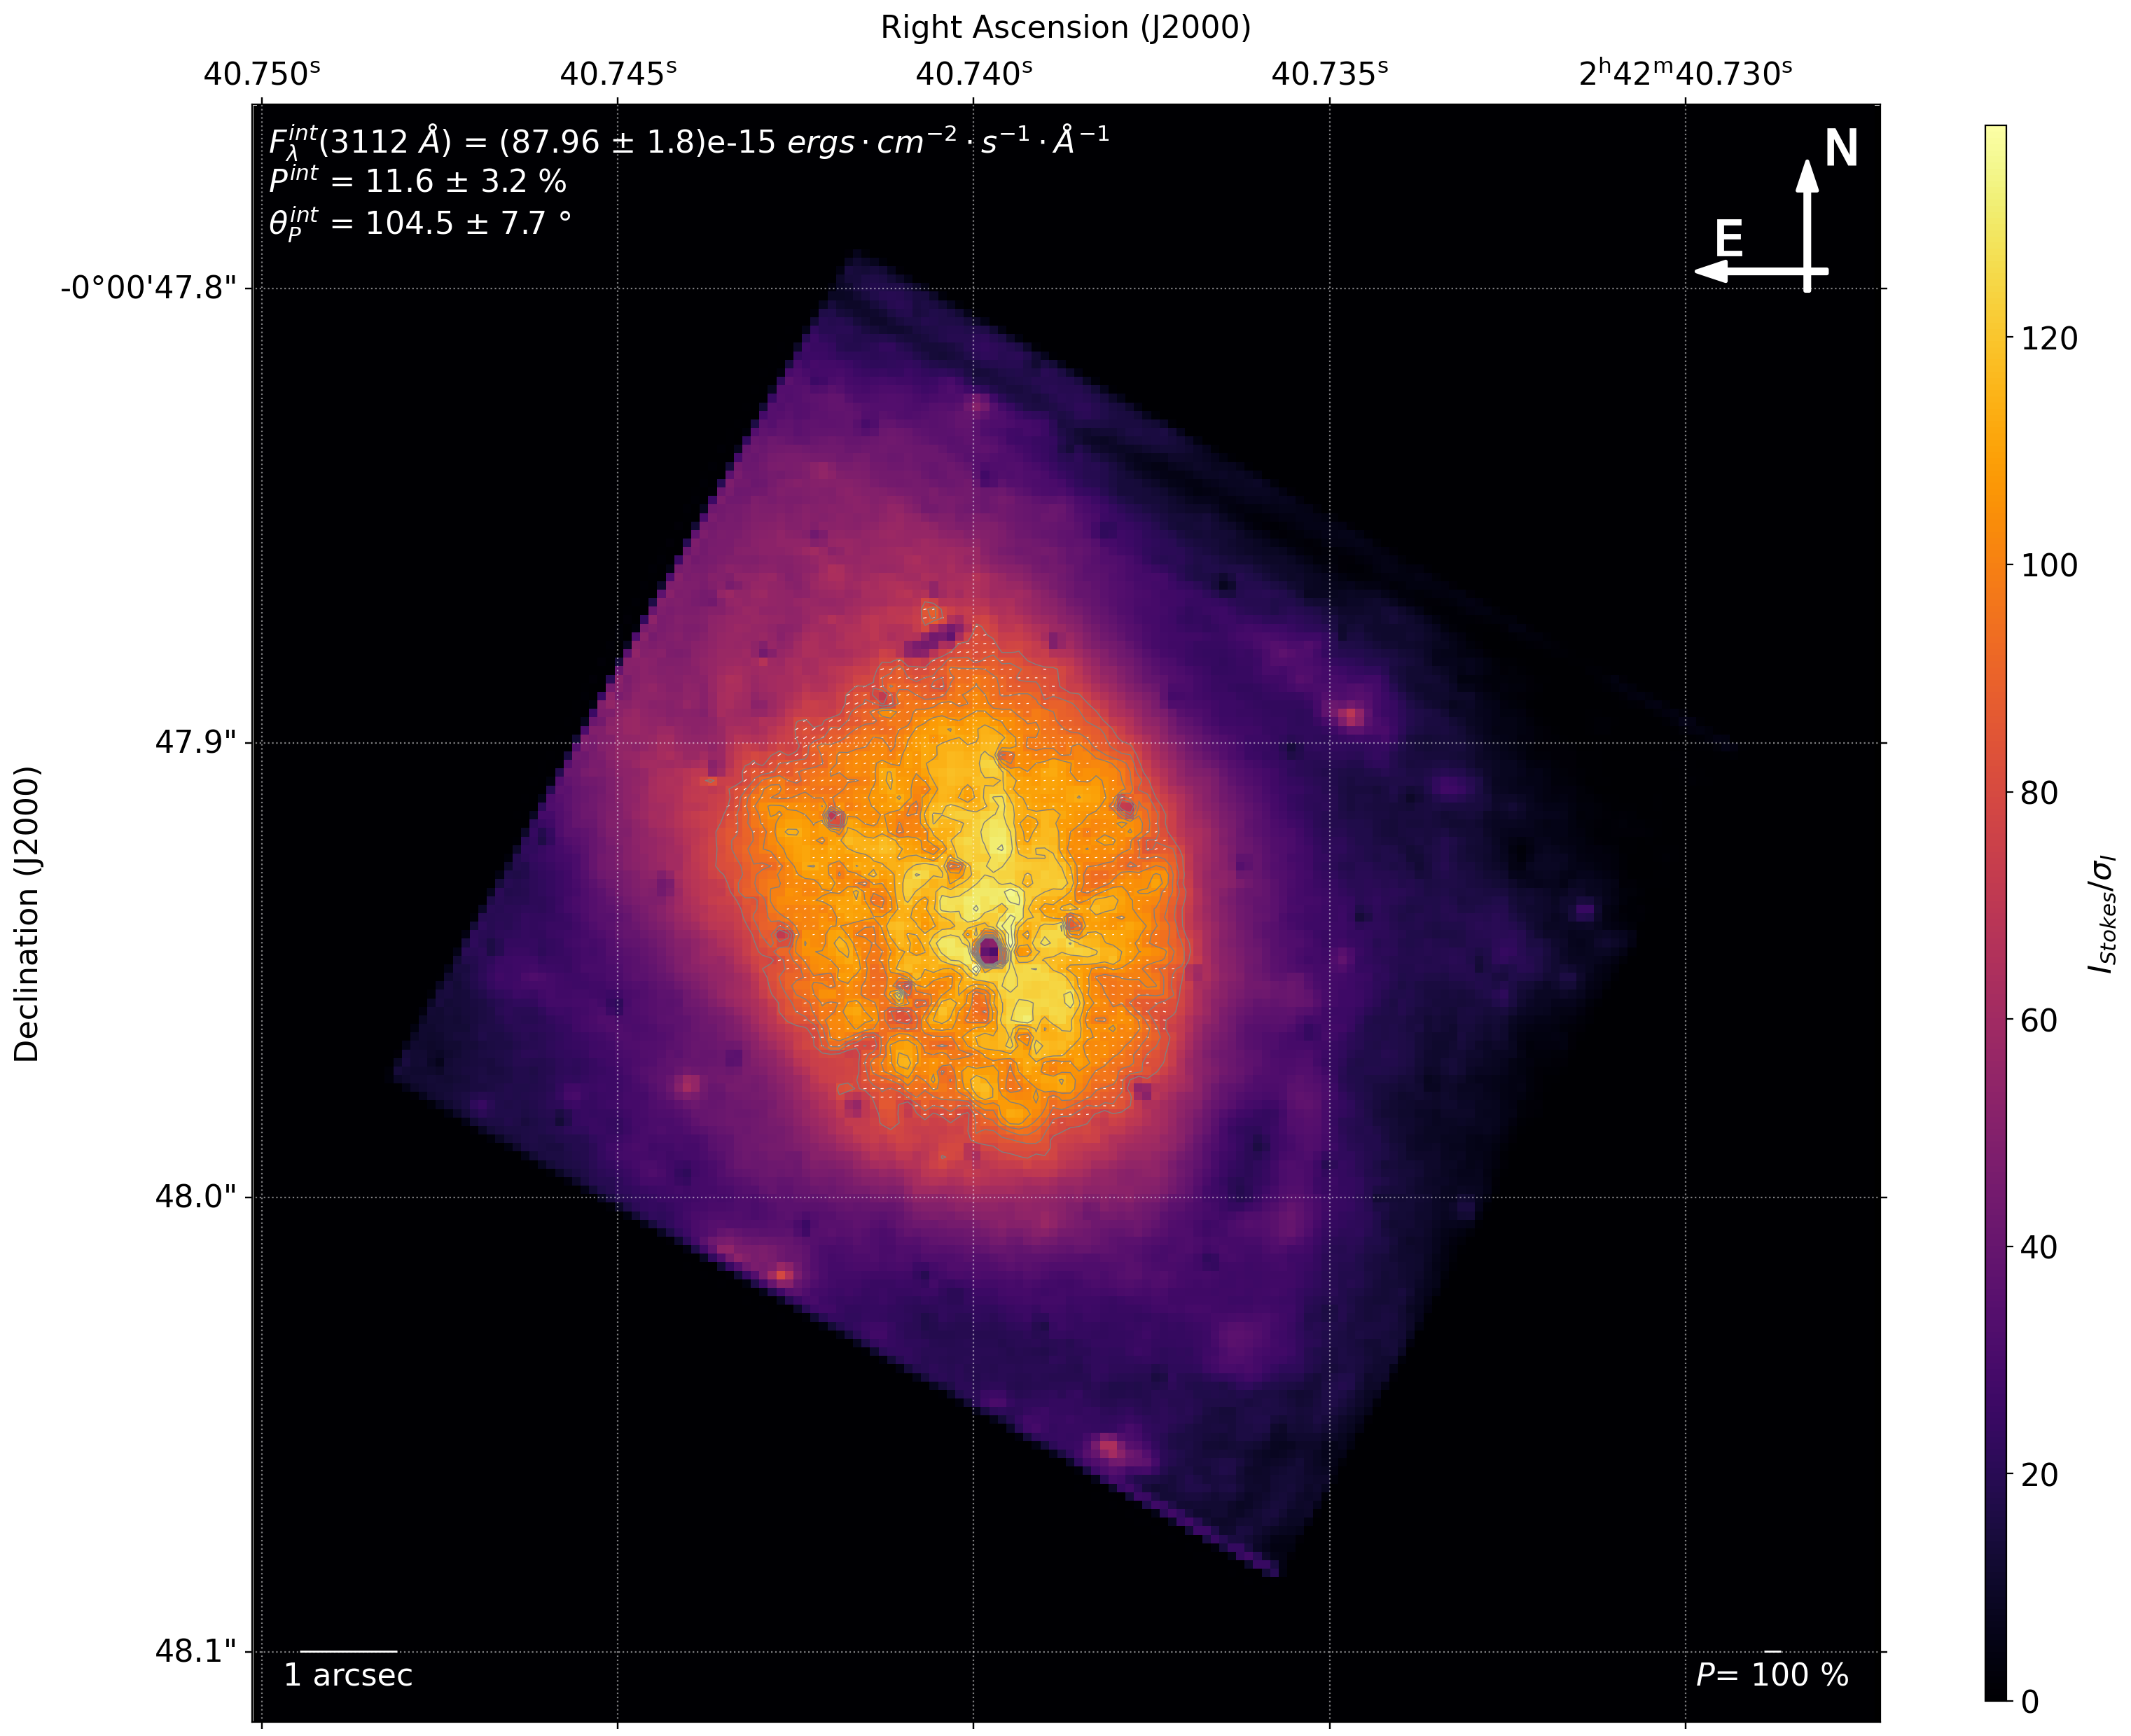 Right Ascension (J2000)
40.750ˢ 40.745ˢ 40.740ˢ 40.735ˢ 2ʰ42ᵐ40.730ˢ
F_λ^int(3112 Å) = (87.96 ± 1.8)e-15 ergs · cm⁻² · s⁻¹ · Å⁻¹
P^int = 11.6 ± 3.2 %
θ_P^int = 104.5 ± 7.7 °
N
E
-0°00'47.8"
47.9"
48.0"
48.1"
Declination (J2000)
1 arcsec
P= 100 %
120
100
80
60
40
20
0
I_Stokes/σ_I